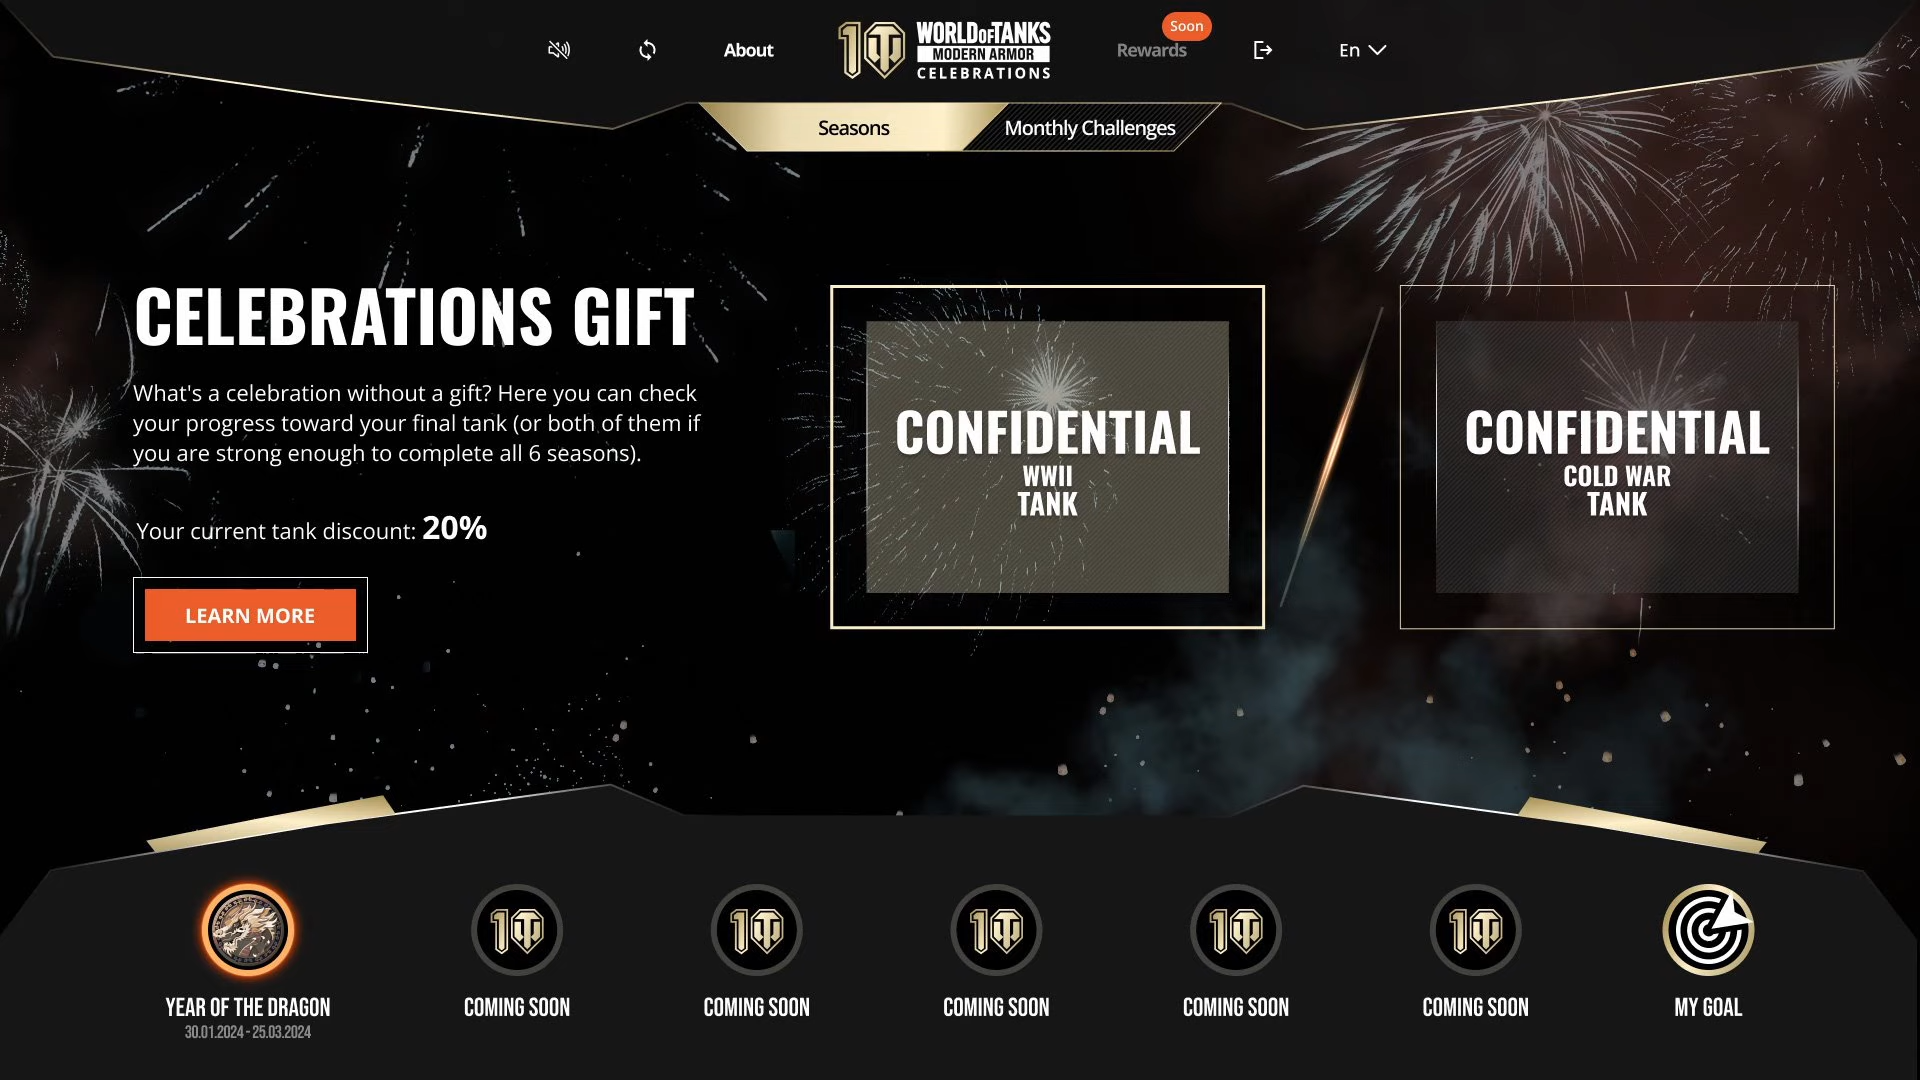 About
WORLD OF TANKS
MODERN ARMOR
CELEBRATIONS
Rewards
Soon
En
Seasons
Monthly Challenges
CELEBRATIONS GIFT
What's a celebration without a gift? Here you can check
your progress toward your final tank (or both of them if
you are strong enough to complete all 6 seasons).
Your current tank discount: 20%
LEARN MORE
CONFIDENTIAL
WWII
TANK
CONFIDENTIAL
COLD WAR
TANK
YEAR OF THE DRAGON
30.01.2024 - 25.03.2024
COMING SOON
COMING SOON
COMING SOON
COMING SOON
COMING SOON
MY GOAL